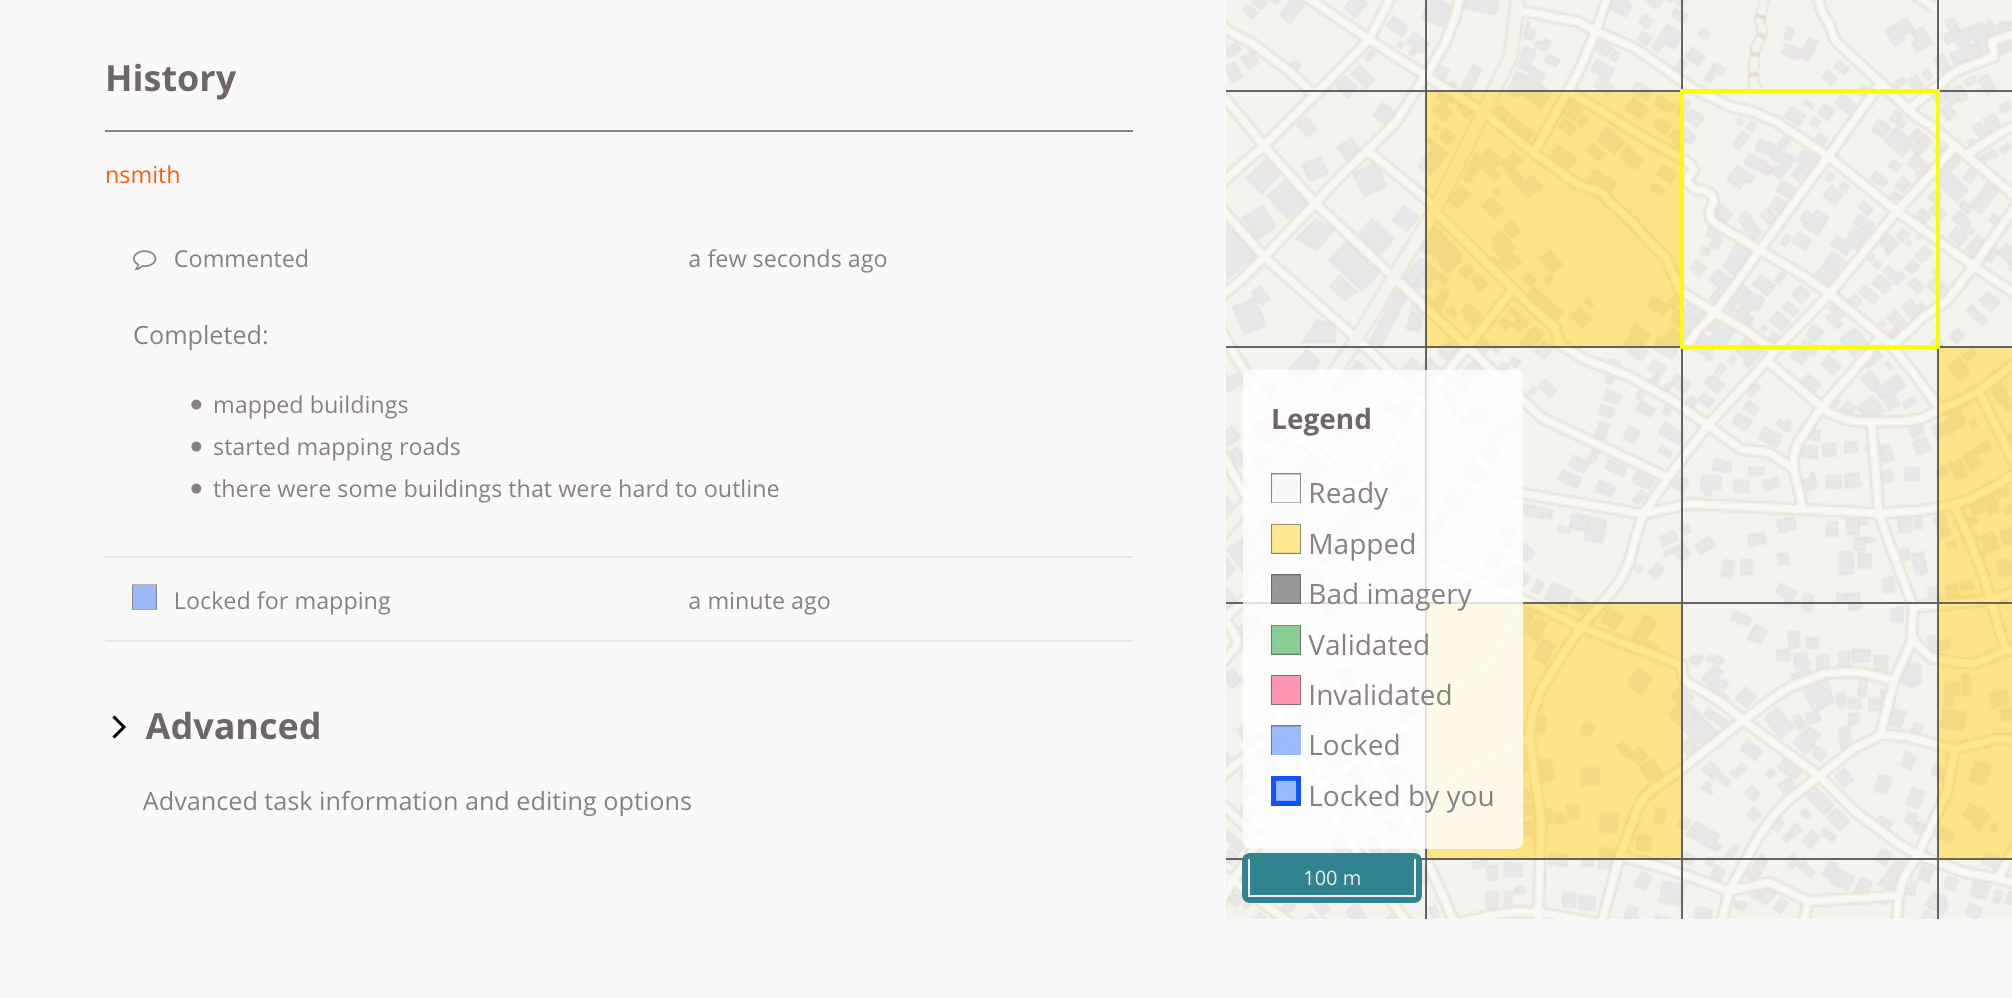 History
nsmith
Commented
a few seconds ago
Completed:
mapped buildings
started mapping roads
there were some buildings that were hard to outline
Locked for mapping
a minute ago
Advanced
Advanced task information and editing options
Legend
Ready
Mapped
Bad imagery
Validated
Invalidated
Locked
Locked by you
100 m